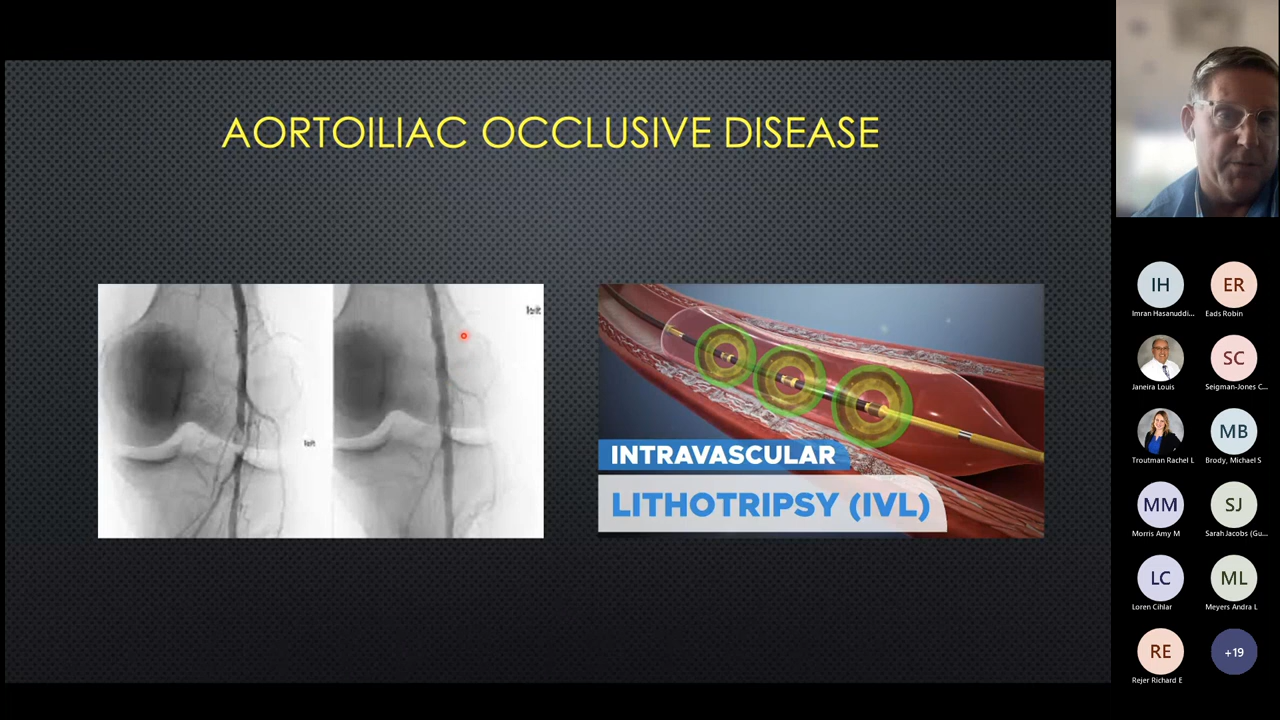 AORTOILIAC OCCLUSIVE DISEASE
left
left
INTRAVASCULAR
LITHOTRIPSY (IVL)
IH
ER
Imran Hasanuddi...
Eads Robin
SC
Janeira Louis
Seigman-Jones C...
MB
Troutman Rachel L
Brody, Michael S
MM
SJ
Morris Amy M
Sarah Jacobs (Gu...
LC
ML
Loren Cihlar
Meyers Andra L
RE
+19
Rejer Richard E